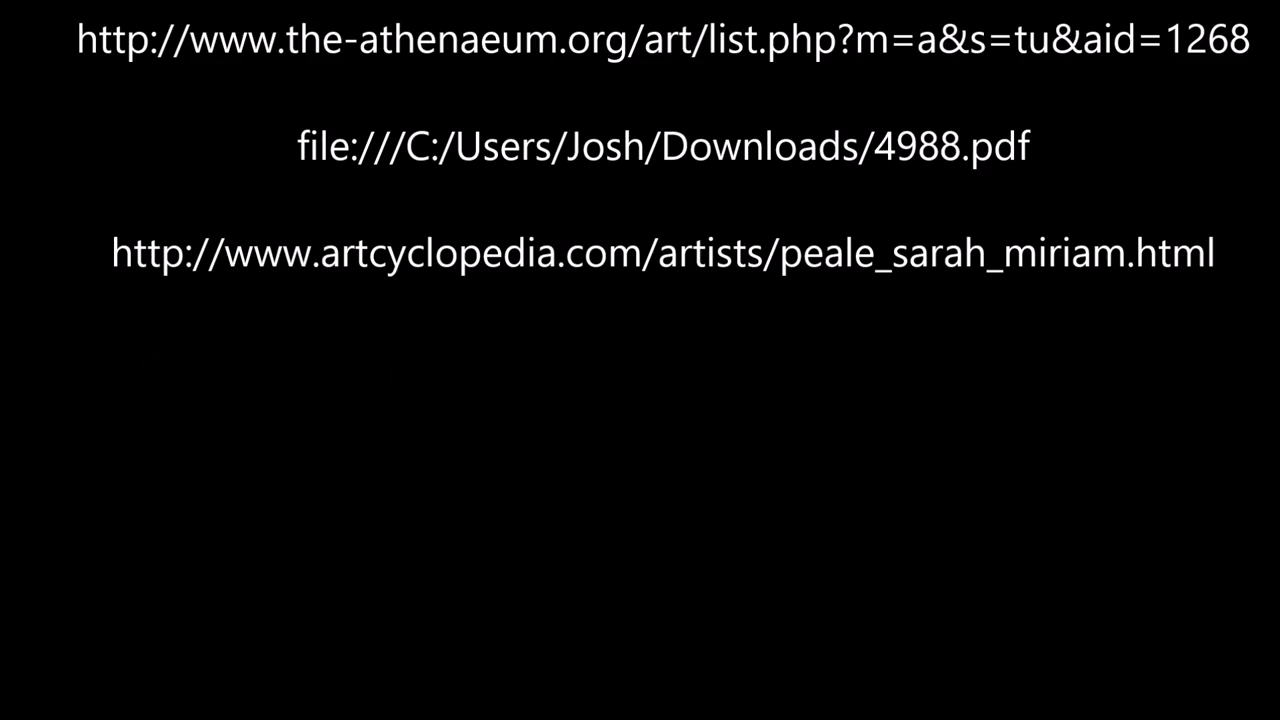 http://www.the-athenaeum.org/art/list.php?m=a&s=tu&aid=1268
file:///C:/Users/Josh/Downloads/4988.pdf
http://www.artcyclopedia.com/artists/peale_sarah_miriam.html